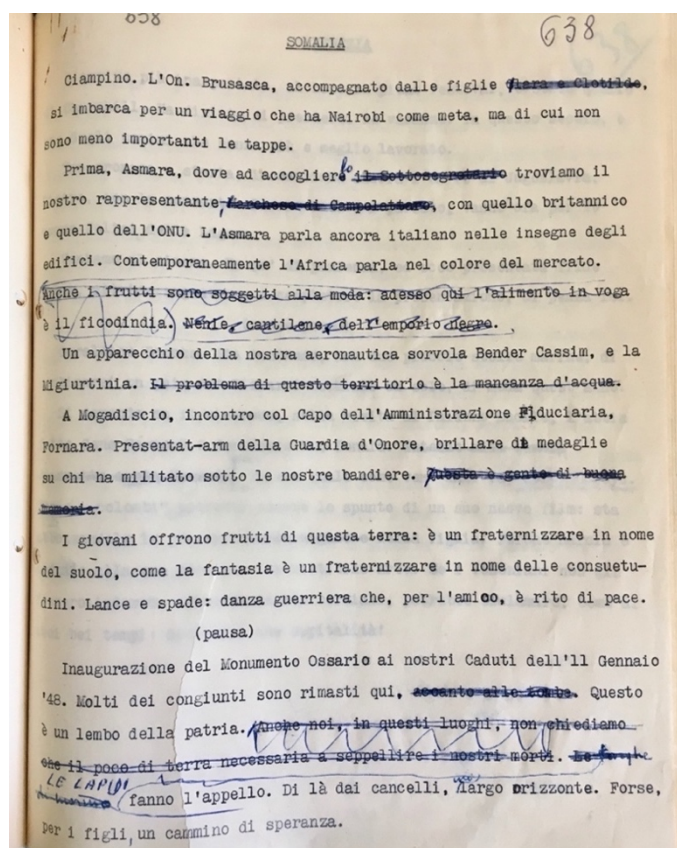 638
638
SOMALIA
Ciampino. L'On. Brusasca, accompagnato dalle figlie Clara e Clotilde,
si imbarca per un viaggio che ha Nairobi come meta, ma di cui non
sono meno importanti le tappe.
Prima, Asmara, dove ad accoglierlo il Sottosegretario troviamo il
nostro rappresentante, Marchese di Campolattaro, con quello britannico
e quello dell'ONU. L'Asmara parla ancora italiano nelle insegne degli
edifici. Contemporaneamente l'Africa parla nel colore del mercato.
Anche i frutti sono soggetti alla moda: adesso qui l'alimente in voga
è il ficodindia. Nenie, cantilene, dell'emporio negro.
Un apparecchio della nostra aeronautica sorvola Bender Cassim, e la
Migiurtinia. Il problema di questo territorio è la mancanza d'acqua.
A Mogadiscio, incontro col Capo dell'Amministrazione Fiduciaria,
Fornara. Presentat-arm della Guardia d'Onore, brillare di medaglie
su chi ha militato sotto le nostre bandiere. Questa è gente di buona
memoria.
I giovani offrono frutti di questa terra: è un fraternizzare in nome
del suolo, come la fantasia è un fraternizzare in nome delle consuetu-
dini. Lance e spade: danza guerriera che, per l'amico, è rito di pace.
(pausa)
Inaugurazione del Monumento Ossario ai nostri Caduti dell'11 Gennaio
'48. Molti dei congiunti sono rimasti qui, accanto alle tombe. Questo
è un lembo della patria. Anche noi, in questi luoghi, non chiediamo
che il poco di terra necessaria a seppellire i nostri morti. Le targhe
LE LAPIDI fanno l'appello. Di là dai cancelli, largo orizzonte. Forse,
per i figli, un cammino di speranza.